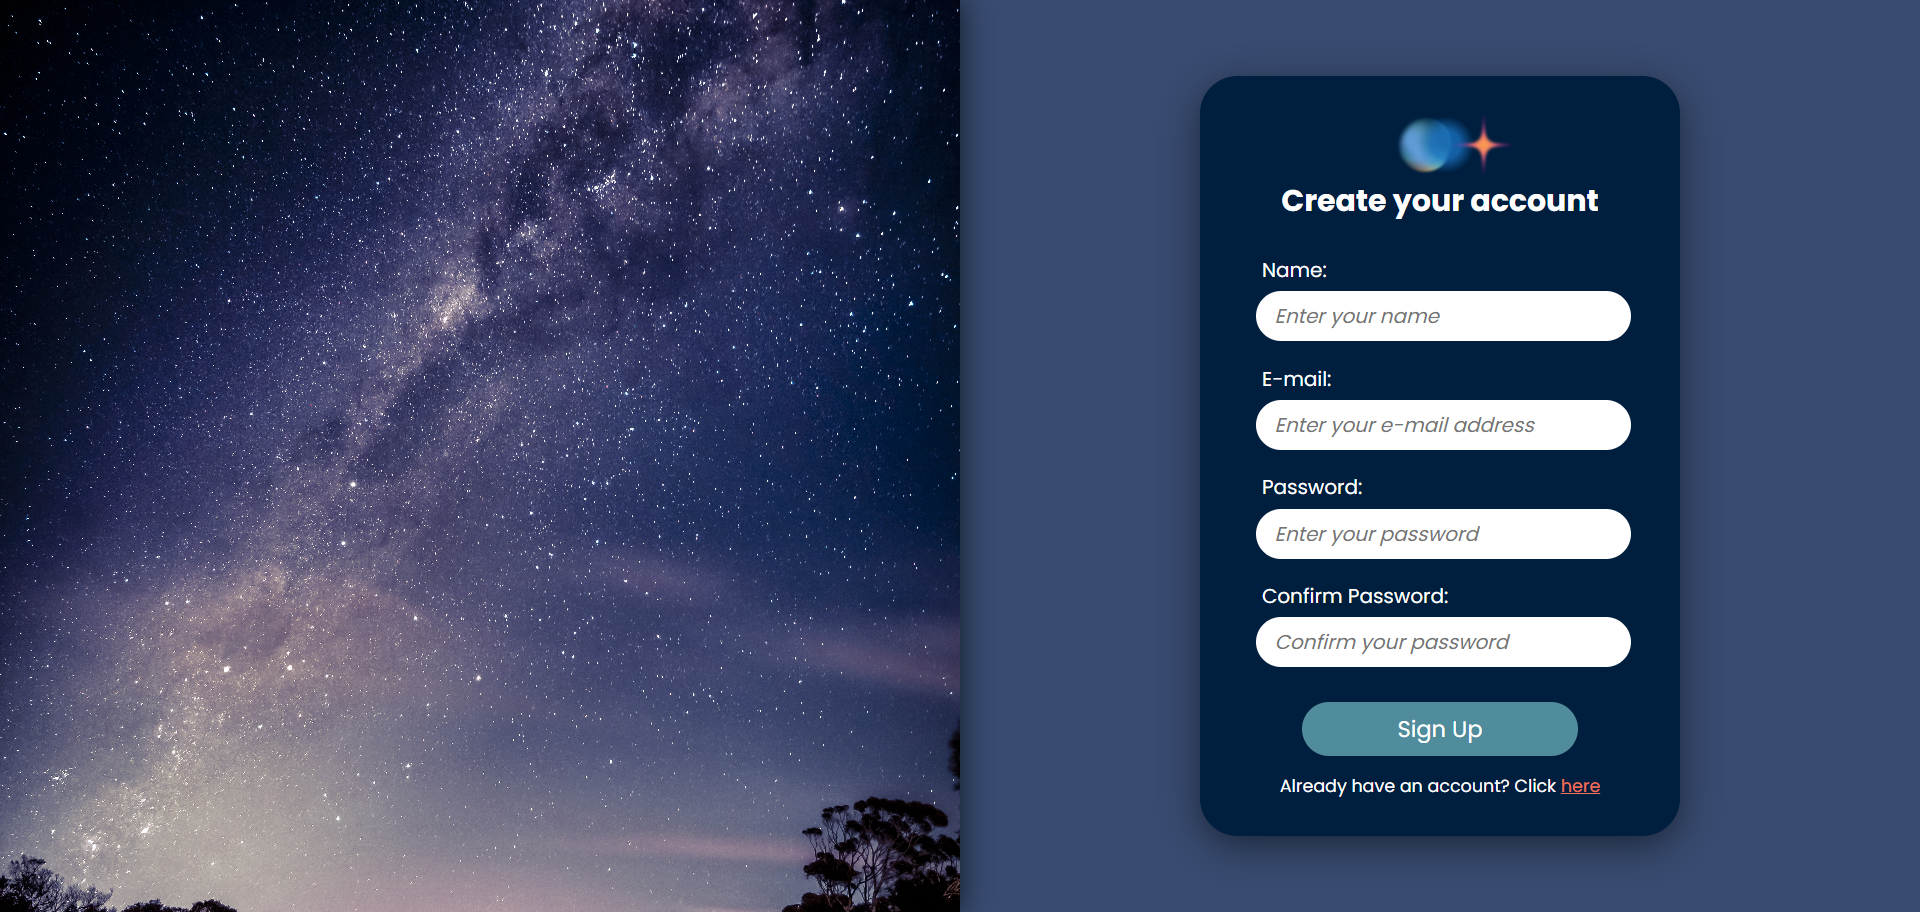 Create your account
Name:
Enter your name
E-mail:
Enter your e-mail address
Password:
Enter your password
Confirm Password:
Confirm your password
Sign Up
Already have an account? Click here